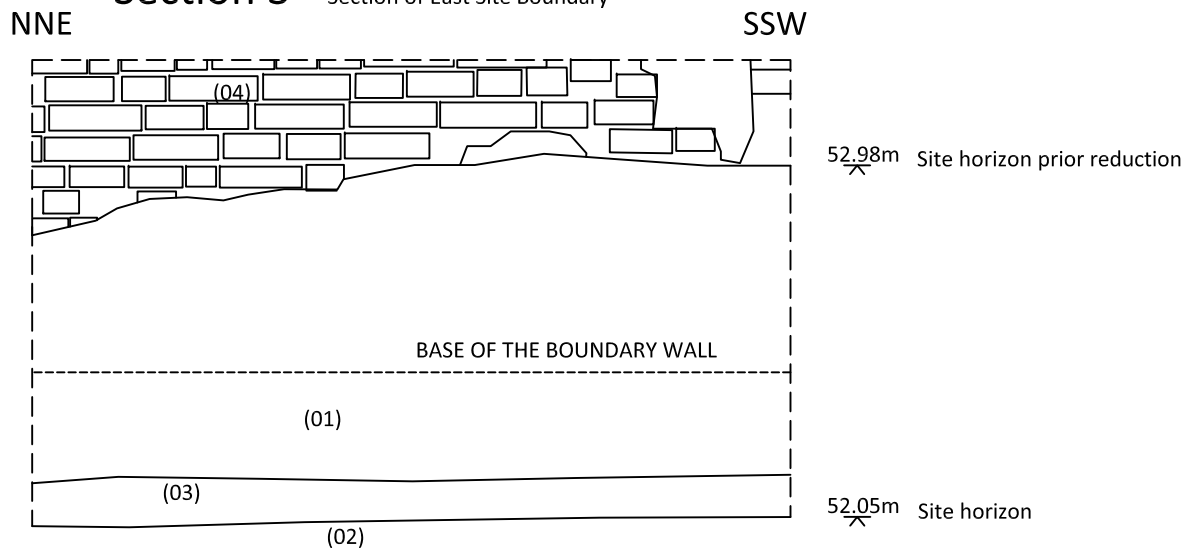 Section of East Site Boundary
NNE SSW
(04)
52.98m Site horizon prior reduction
BASE OF THE BOUNDARY WALL
(01)
(03)
52.05m Site horizon
(02)